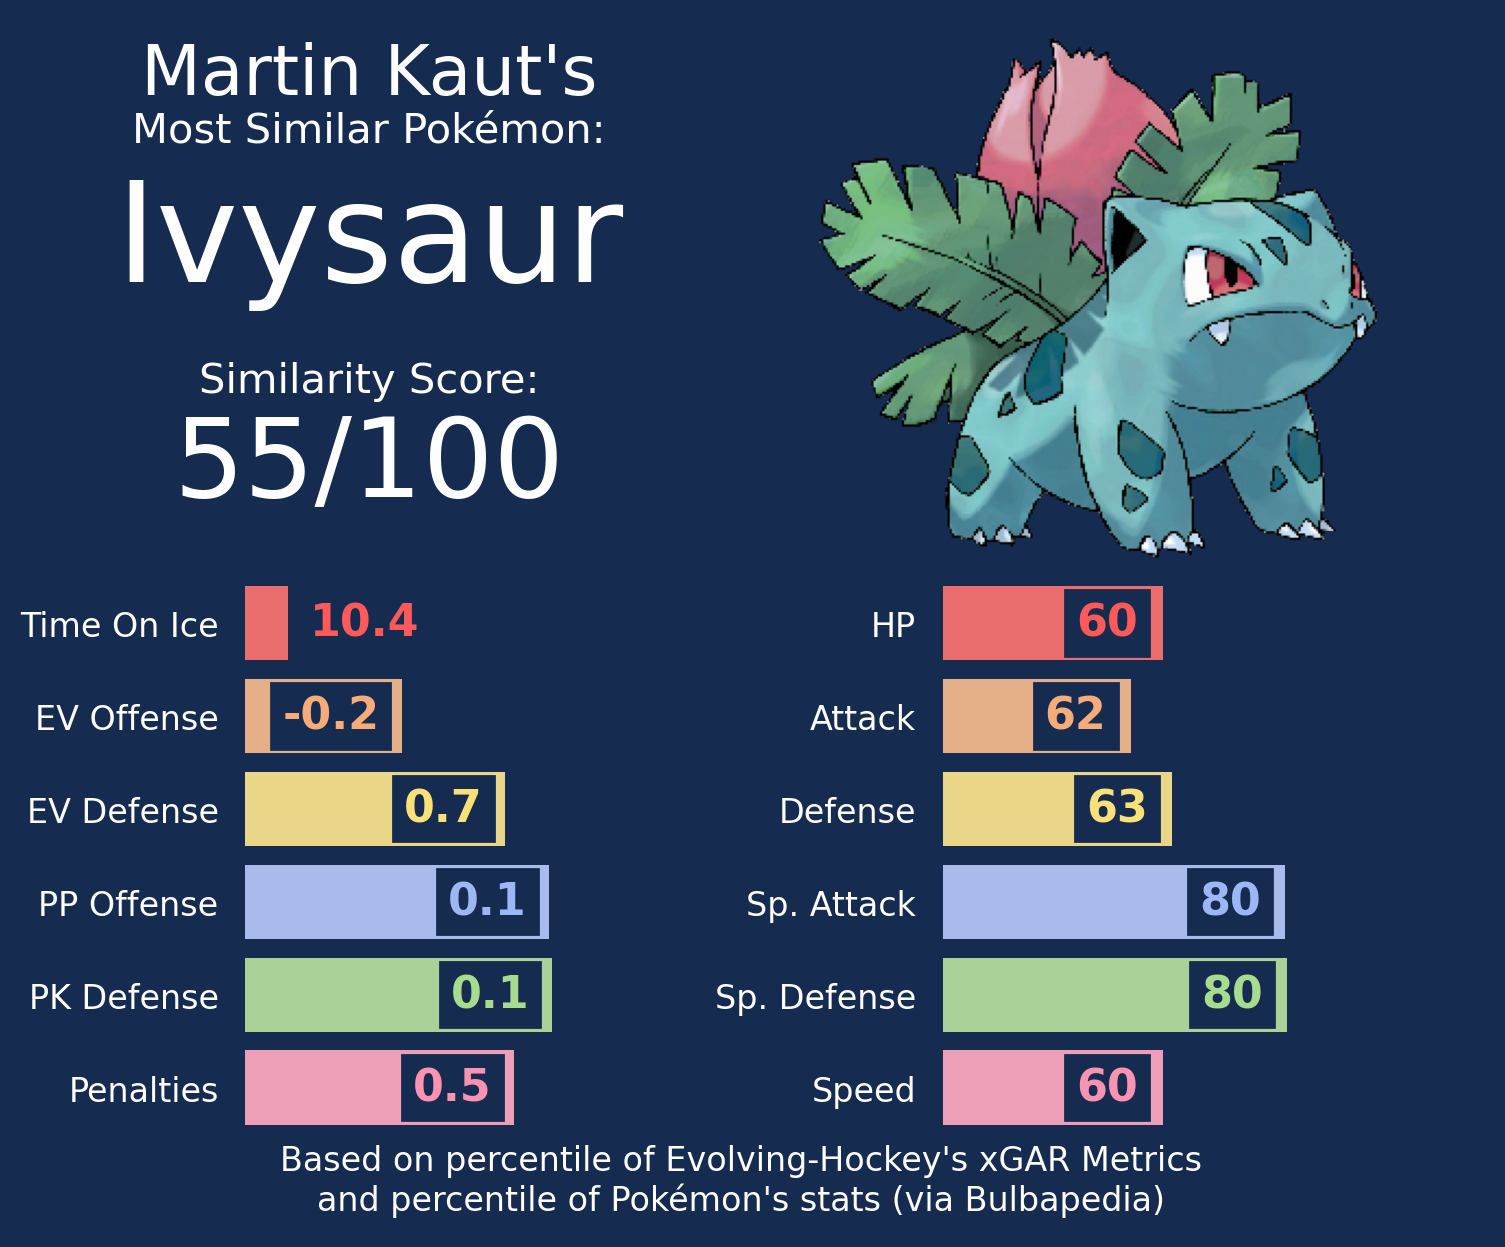 Martin Kaut's
Most Similar Pokémon:
Ivysaur
Similarity Score:
55/100
Time On Ice 10.4
EV Offense -0.2
EV Defense 0.7
PP Offense 0.1
PK Defense 0.1
Penalties 0.5
HP 60
Attack 62
Defense 63
Sp. Attack 80
Sp. Defense 80
Speed 60
Based on percentile of Evolving-Hockey's xGAR Metrics
and percentile of Pokémon's stats (via Bulbapedia)